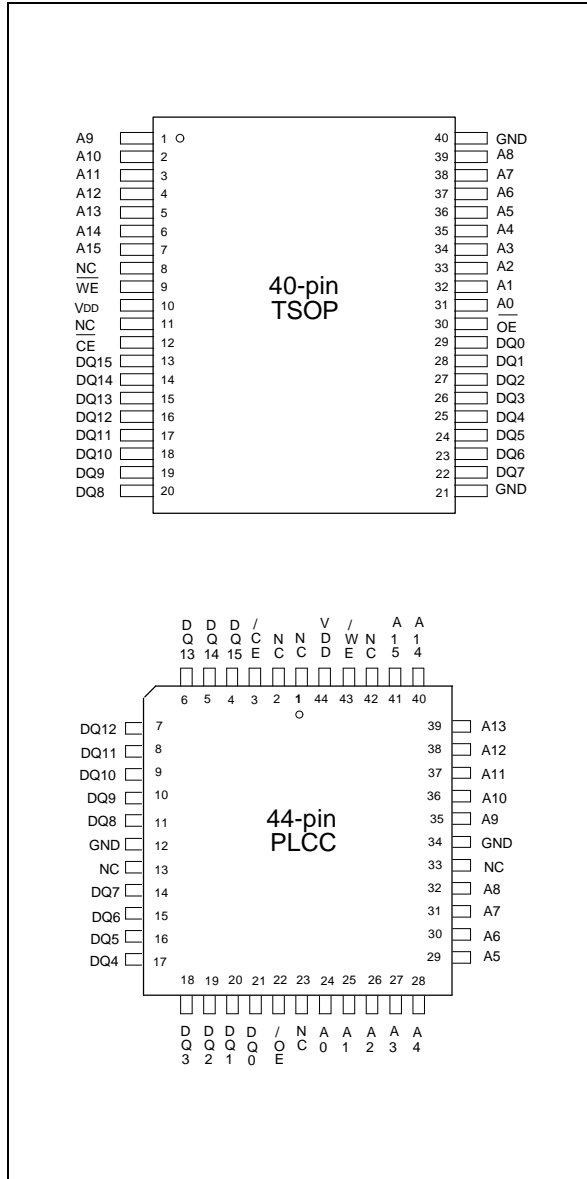 A9 1 40 GND
A10 2 39 A8
A11 3 38 A7
A12 4 37 A6
A13 5 36 A5
A14 6 35 A4
A15 7 34 A3
NC 8 33 A2
WE 9 32 A1
VDD 10 31 A0
NC 11 30 OE
CE 12 29 DQ0
DQ15 13 28 DQ1
DQ14 14 27 DQ2
DQ13 15 26 DQ3
DQ12 16 25 DQ4
DQ11 17 24 DQ5
DQ10 18 23 DQ6
DQ9 19 22 DQ7
DQ8 20 21 GND
40-pin
TSOP
DQ13 DQ14 DQ15 /CE NC NC VDD /WE NC A15 A14
6 5 4 3 2 1 44 43 42 41 40
DQ12 7 39 A13
DQ11 8 38 A12
DQ10 9 37 A11
DQ9 10 36 A10
DQ8 11 35 A9
GND 12 34 GND
NC 13 33 NC
DQ7 14 32 A8
DQ6 15 31 A7
DQ5 16 30 A6
DQ4 17 29 A5
44-pin
PLCC
18 19 20 21 22 23 24 25 26 27 28
DQ3 DQ2 DQ1 DQ0 /OE NC A0 A1 A2 A3 A4